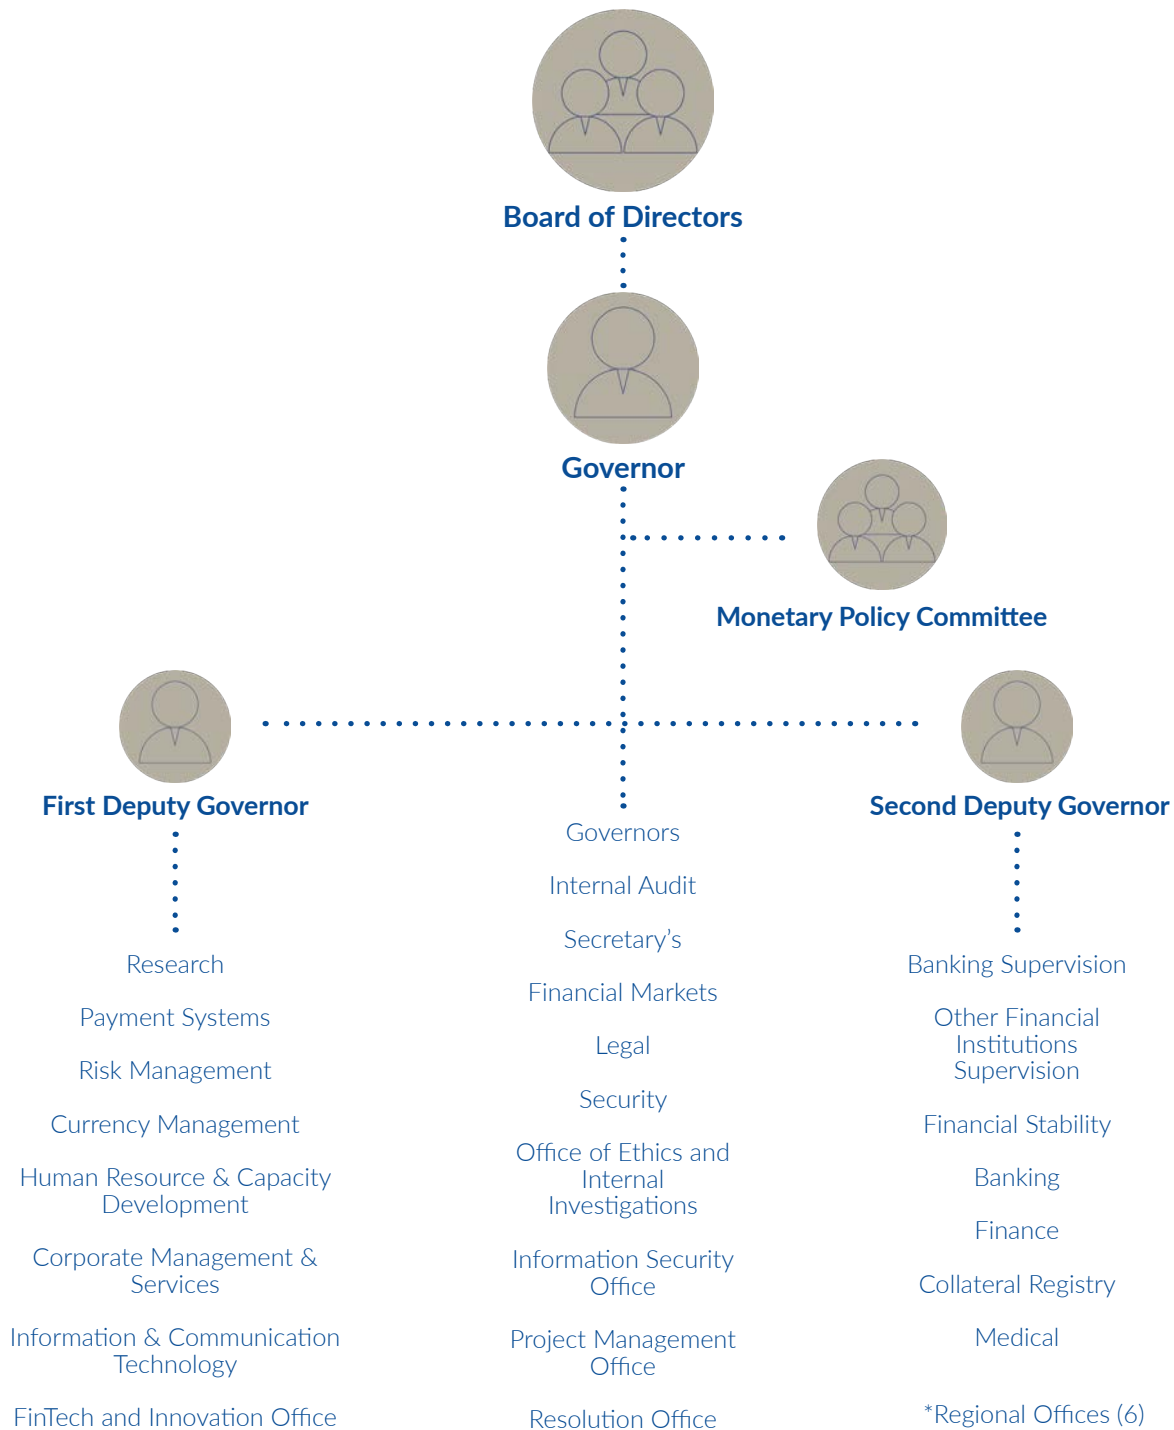 Board of Directors
Governor
Monetary Policy Committee
First Deputy Governor
Research
Payment Systems
Risk Management
Currency Management
Human Resource & Capacity
Development
Corporate Management &
Services
Information & Communication
Technology
FinTech and Innovation Office
Governors
Internal Audit
Secretary’s
Financial Markets
Legal
Security
Office of Ethics and
Internal
Investigations
Information Security
Office
Project Management
Office
Resolution Office
Second Deputy Governor
Banking Supervision
Other Financial
Institutions
Supervision
Financial Stability
Banking
Finance
Collateral Registry
Medical
*Regional Offices (6)